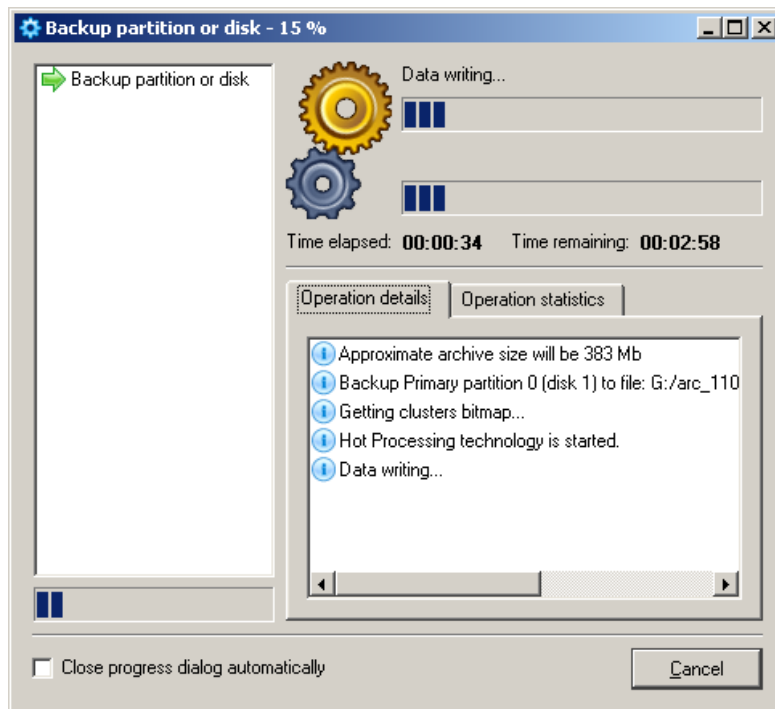 Backup partition or disk - 15 %
Backup partition or disk
Data writing...
Time elapsed: 00:00:34 Time remaining: 00:02:58
Operation details Operation statistics
Approximate archive size will be 383 Mb
Backup Primary partition 0 (disk 1) to file: G:/arc_110
Getting clusters bitmap...
Hot Processing technology is started.
Data writing...
Close progress dialog automatically
Cancel